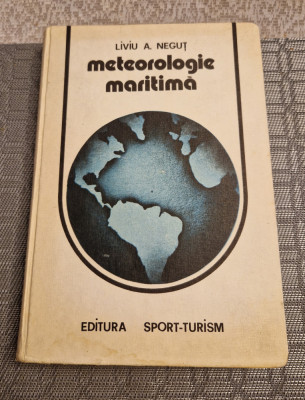 LIVIU A. NEGUȚ
meteorologie
maritimă
EDITURA SPORT-TURISM